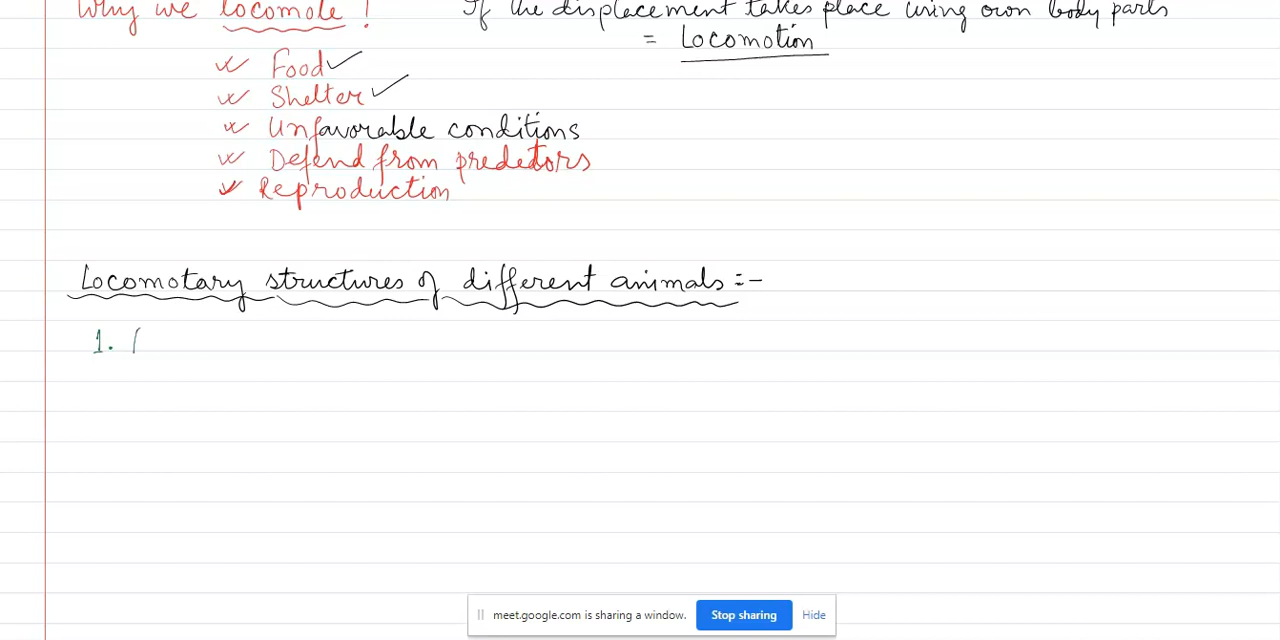 Why we locomote?
If the displacement takes place using own body parts
= Locomotion
Food
Shelter
Unfavorable conditions
Defend from predetors
Reproduction
Locomotary structures of different animals :-
1. (
meet.google.com is sharing a window. Stop sharing Hide